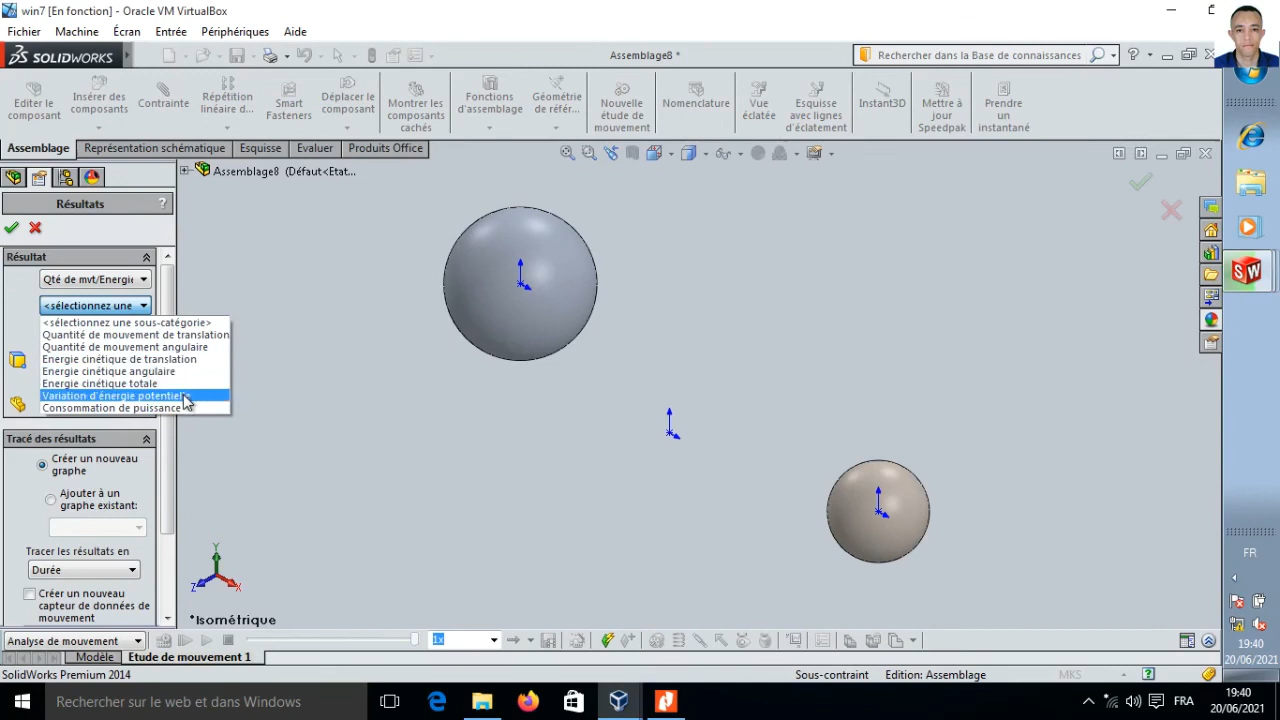 win7 [En fonction] - Oracle VM VirtualBox
Fichier Machine Écran Entrée Périphériques Aide
SOLIDWORKS
Assemblage8 *
Rechercher dans la Base de connaissances
?
Editer le composant
Insérer des composants
Contrainte
Répétition linéaire d...
Smart Fasteners
Déplacer le composant
Montrer les composants cachés
Fonctions d'assemblage
Géométrie de référ...
Nouvelle étude de mouvement
Nomenclature
Vue éclatée
Esquisse avec lignes d'éclatement
Instant3D
Mettre à jour Speedpak
Prendre un instantané
Assemblage Représentation schématique Esquisse Evaluer Produits Office
Assemblage8 (Défaut<Etat...
Résultats ?
Résultat
Qté de mvt/Energie
<sélectionnez une
<sélectionnez une sous-catégorie>
Quantité de mouvement de translation
Quantité de mouvement angulaire
Energie cinétique de translation
Energie cinétique angulaire
Energie cinétique totale
Variation d'énergie potentielle
Consommation de puissance
Tracé des résultats
Créer un nouveau
graphe
Ajouter à un
graphe existant:
Tracer les résultats en
Durée
Créer un nouveau
capteur de données de
mouvement
Y
Z
X
*Isométrique
Analyse de mouvement
1x
Modèle Etude de mouvement 1
SolidWorks Premium 2014
Sous-contraint Edition: Assemblage MKS
FR
19:40
20/06/2021
Rechercher sur le web et dans Windows
FR
19:40
20/06/2021